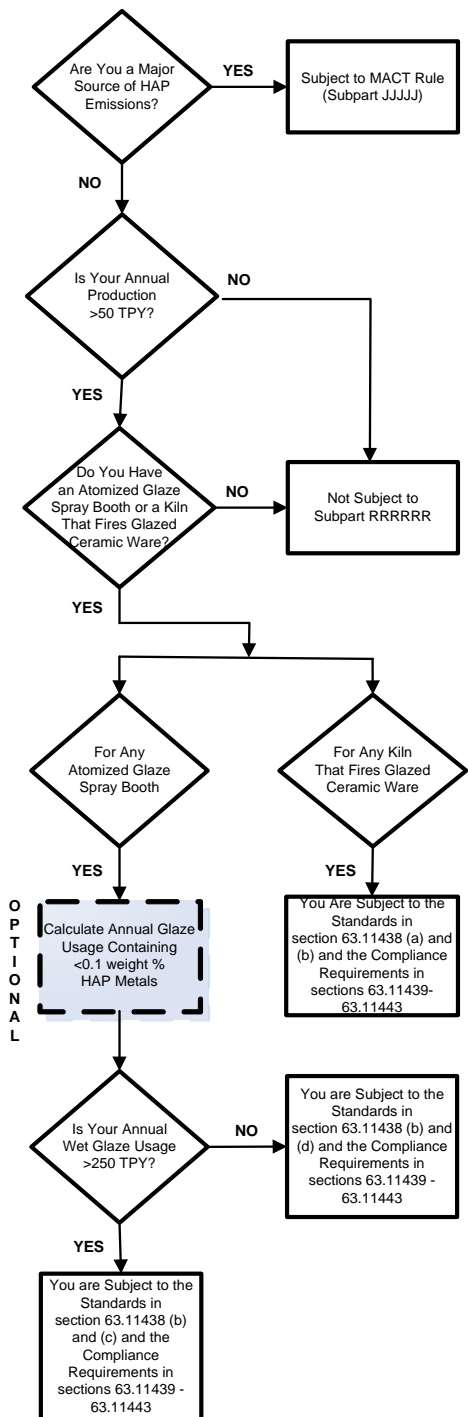 Are You a Major
Source of HAP
Emissions?
YES
Subject to MACT Rule
(Subpart JJJJJ)
NO
Is Your Annual
Production
>50 TPY?
NO
YES
Do You Have
an Atomized Glaze
Spray Booth or a Kiln
That Fires Glazed
Ceramic Ware?
NO
Not Subject to
Subpart RRRRRR
YES
For Any
Atomized Glaze
Spray Booth
For Any Kiln
That Fires Glazed
Ceramic Ware
YES
YES
O
P
T
I
O
N
A
L
Calculate Annual Glaze
Usage Containing
<0.1 weight %
HAP Metals
You Are Subject to the
Standards in
section 63.11438 (a) and
(b) and the Compliance
Requirements in
sections 63.11439-
63.11443
Is Your Annual
Wet Glaze Usage
>250 TPY?
NO
You are Subject to the
Standards in
section 63.11438 (b) and
(d) and the Compliance
Requirements in
sections 63.11439 -
63.11443
YES
You are Subject to the
Standards in
section 63.11438 (b)
and (c) and the
Compliance
Requirements in
sections 63.11439 -
63.11443